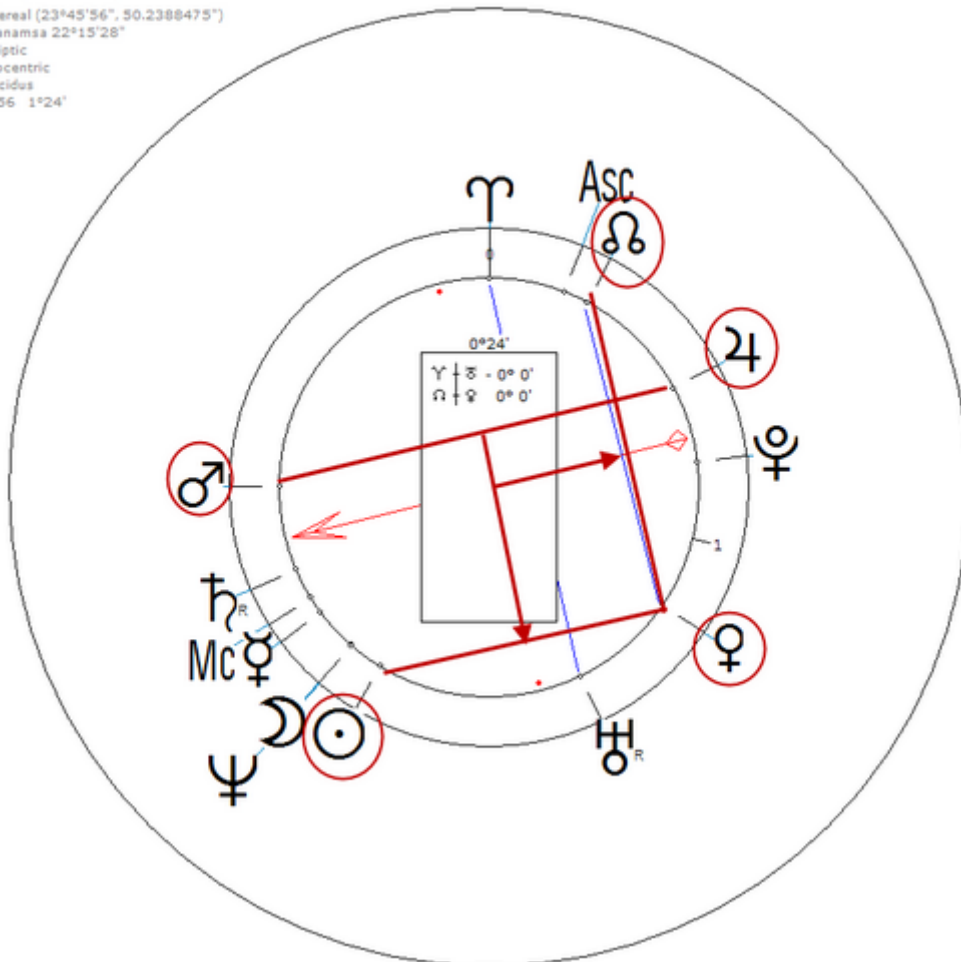 ereal (23°45'56", 50.2388475")
anamsa 22°15'28"
iptic
ocentric
cidus
56 1°24'
Asc
♈
☊
0
♃
0°24'
♈ - 0° 0'
☊ ♀ 0° 0'
♇
♂
1
♄ R
Mc ☿
♀
☽ ☉
♅ R
♆